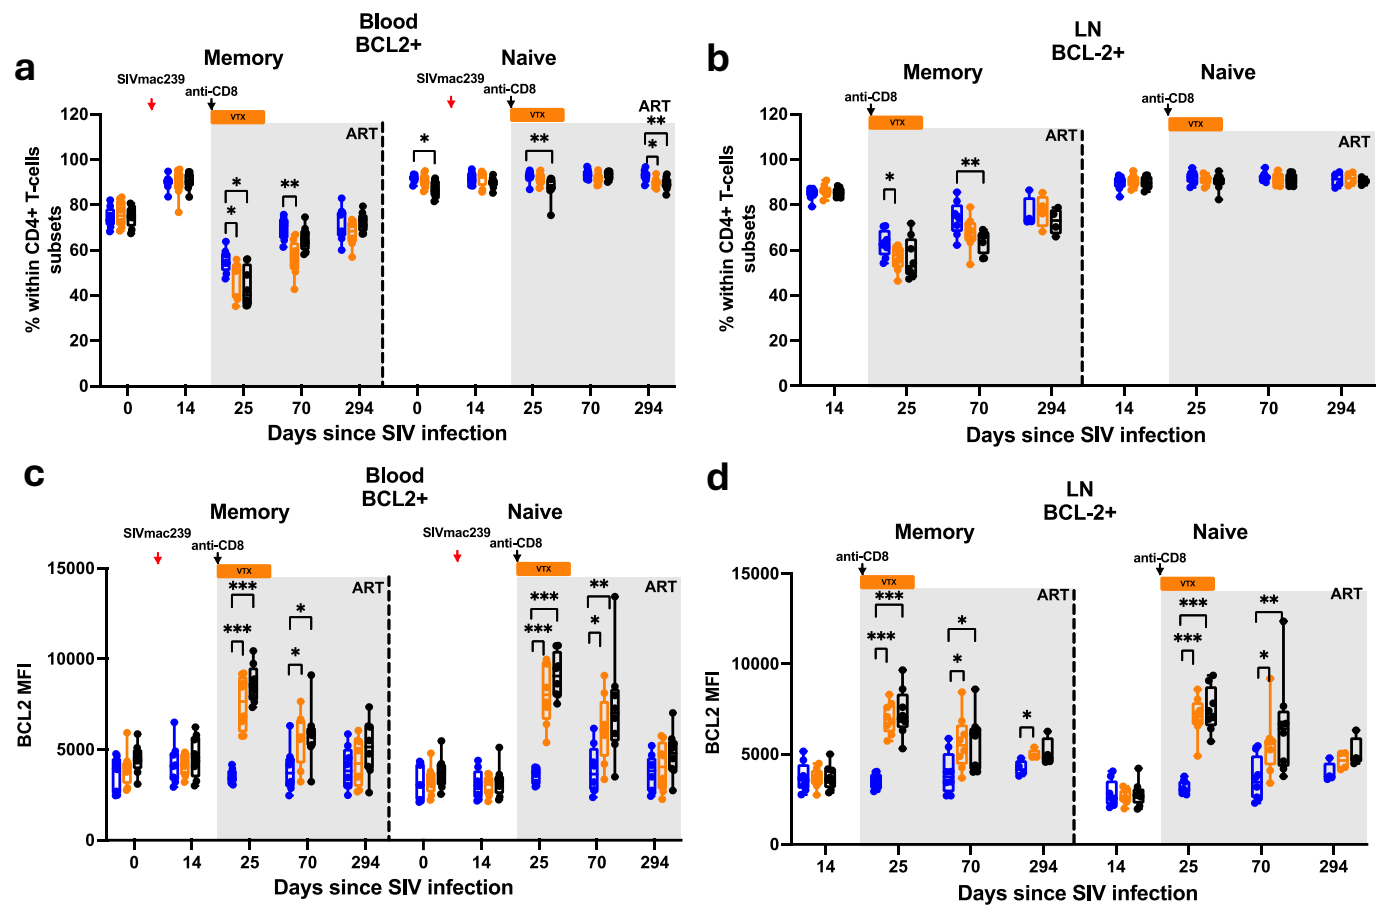 a
Blood
BCL2+
Memory
Naive
SIVmac239
anti-CD8
SIVmac239
anti-CD8
VTX
VTX
ART
ART
* * ** * ** ** *
% within CD4+ T-cells
subsets
120
100
80
60
40
20
0
0 14 25 70 294 0 14 25 70 294
Days since SIV infection
b
LN
BCL-2+
Memory
Naive
anti-CD8
anti-CD8
VTX
VTX
ART
ART
* **
% within CD4+ T-cells
subsets
120
100
80
60
40
20
0
14 25 70 294 14 25 70 294
Days since SIV infection
c
Blood
BCL2+
Memory
Naive
SIVmac239
anti-CD8
SIVmac239
anti-CD8
VTX
VTX
ART
ART
*** *** * * *** *** ** *
BCL2 MFI
15000
10000
5000
0
0 14 25 70 294 0 14 25 70 294
Days since SIV infection
d
LN
BCL-2+
Memory
Naive
anti-CD8
anti-CD8
VTX
VTX
ART
ART
*** *** * * * *** *** ** *
BCL2 MFI
15000
10000
5000
0
14 25 70 294 14 25 70 294
Days since SIV infection